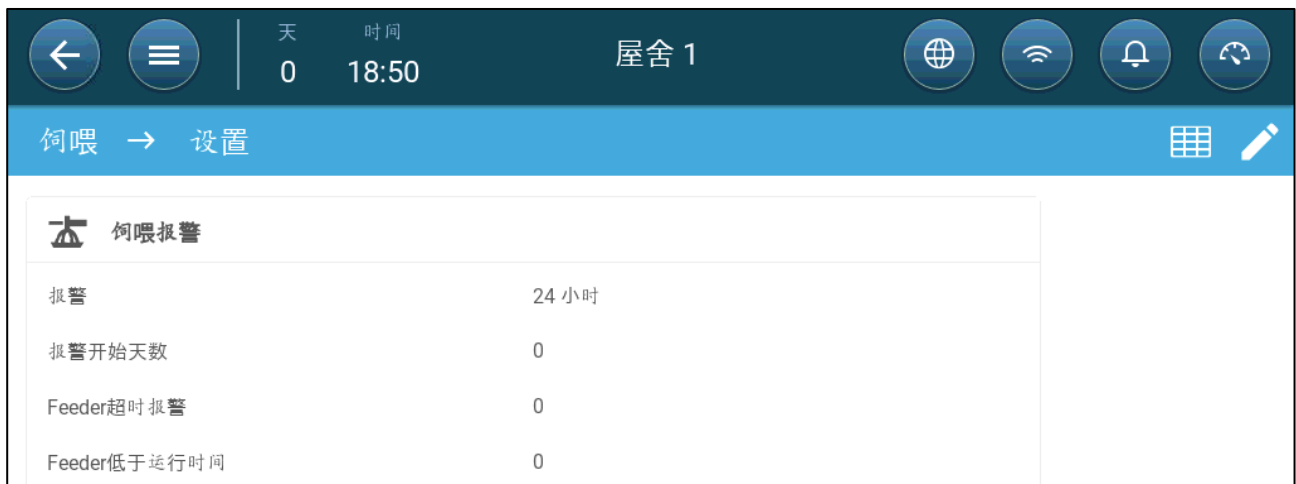 天 时间
0 18:50
屋舍 1
饲喂 → 设置
饲喂报警
报警 24 小时
报警开始天数 0
Feeder超时报警 0
Feeder低于运行时间 0